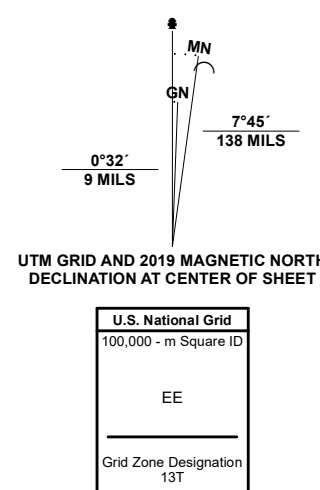 MN
GN
7°45´
138 MILS
0°32´
9 MILS
UTM GRID AND 2019 MAGNETIC NORTH
DECLINATION AT CENTER OF SHEET
U.S. National Grid
100,000 - m Square ID
EE
Grid Zone Designation
13T